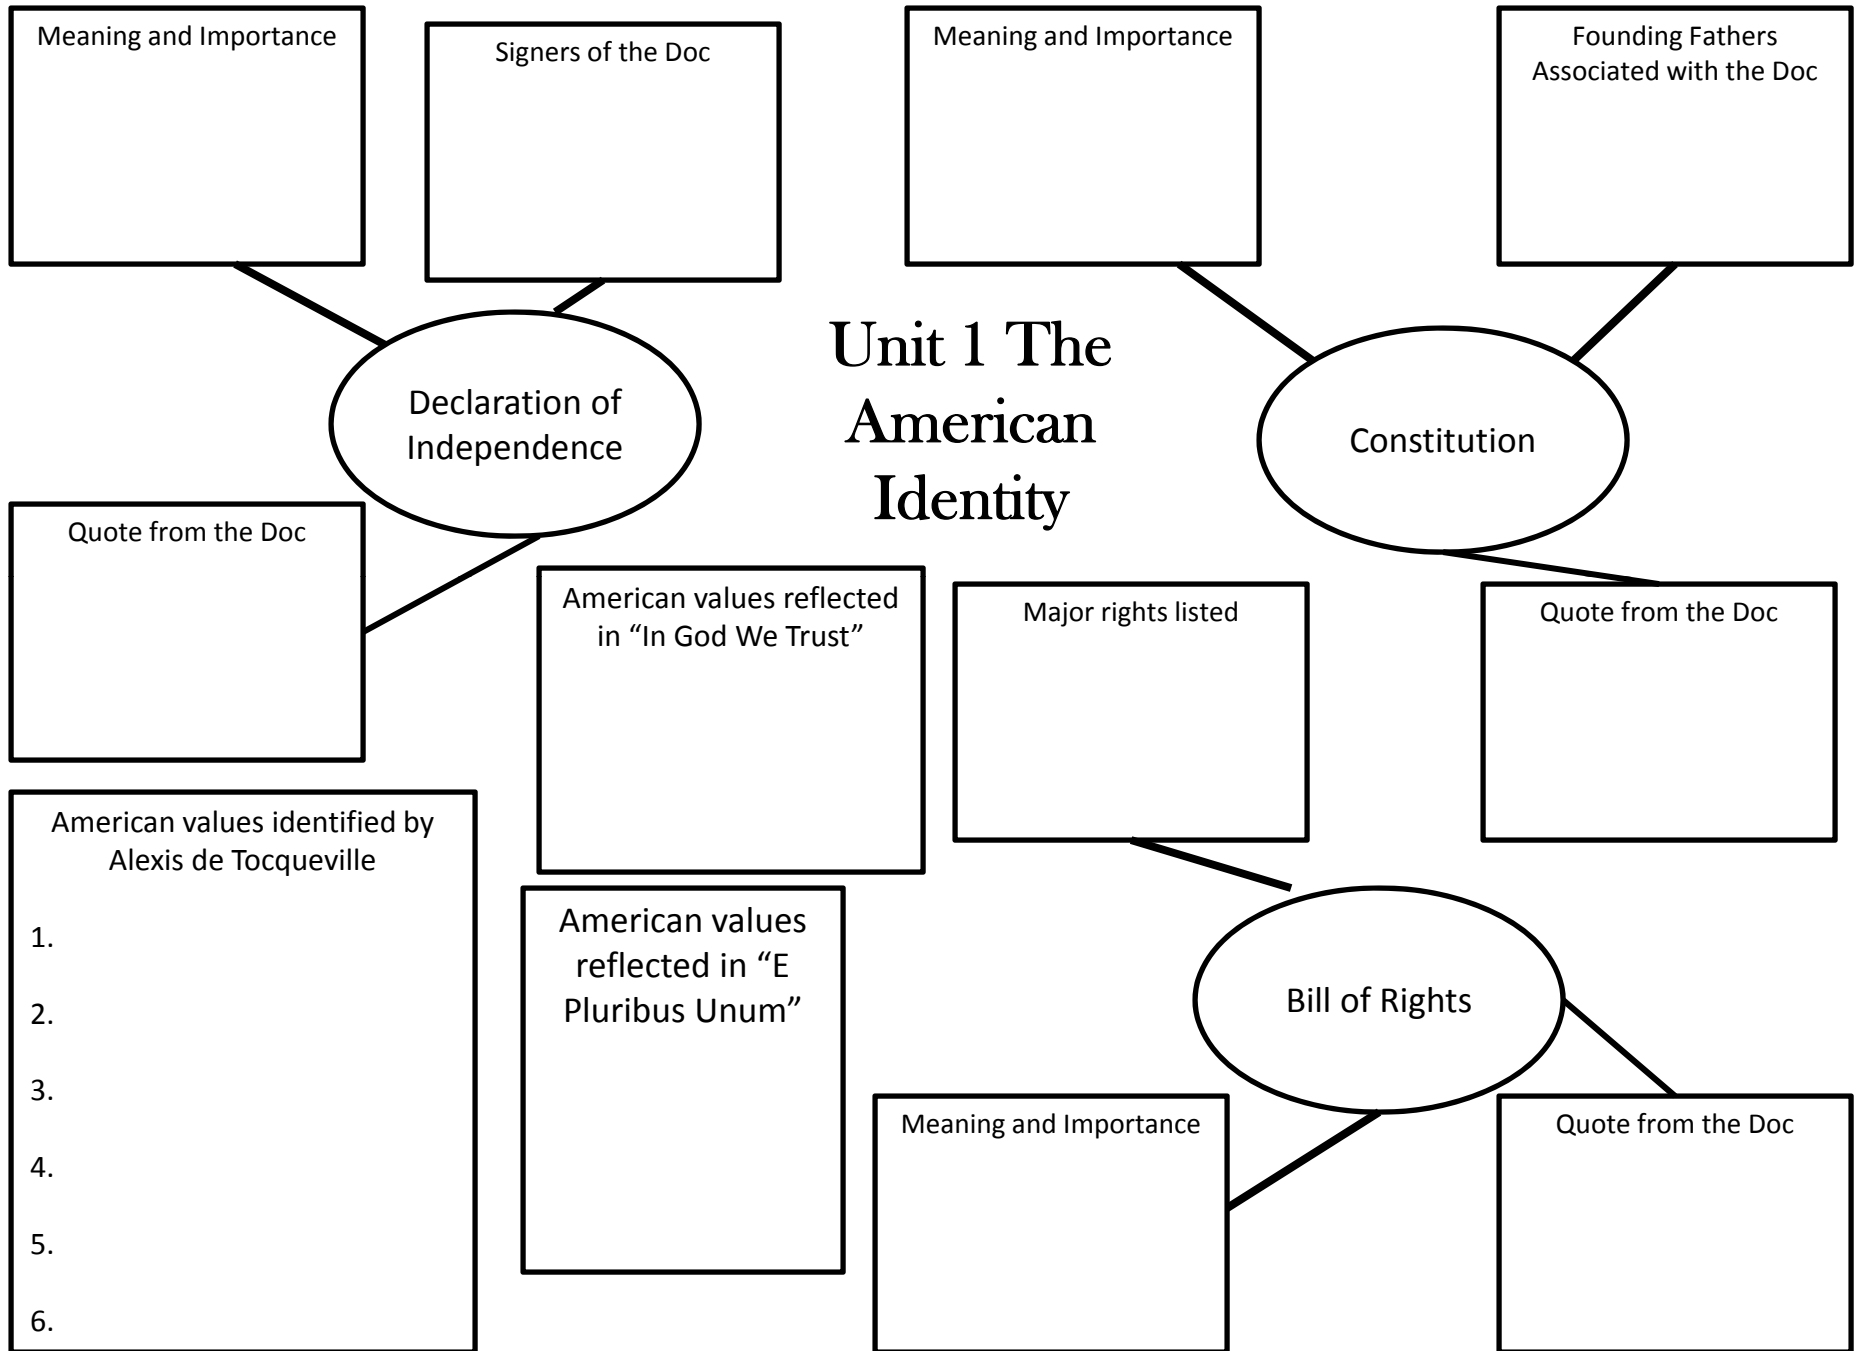 Meaning and Importance
Signers of the Doc
Meaning and Importance
Founding Fathers
Associated with the Doc
Unit 1 The
American
Identity
Declaration of
Independence
Constitution
Quote from the Doc
American values reflected
in “In God We Trust”
Major rights listed
Quote from the Doc
American values identified by
Alexis de Tocqueville
1.
2.
3.
4.
5.
6.
American values
reflected in “E
Pluribus Unum”
Bill of Rights
Meaning and Importance
Quote from the Doc